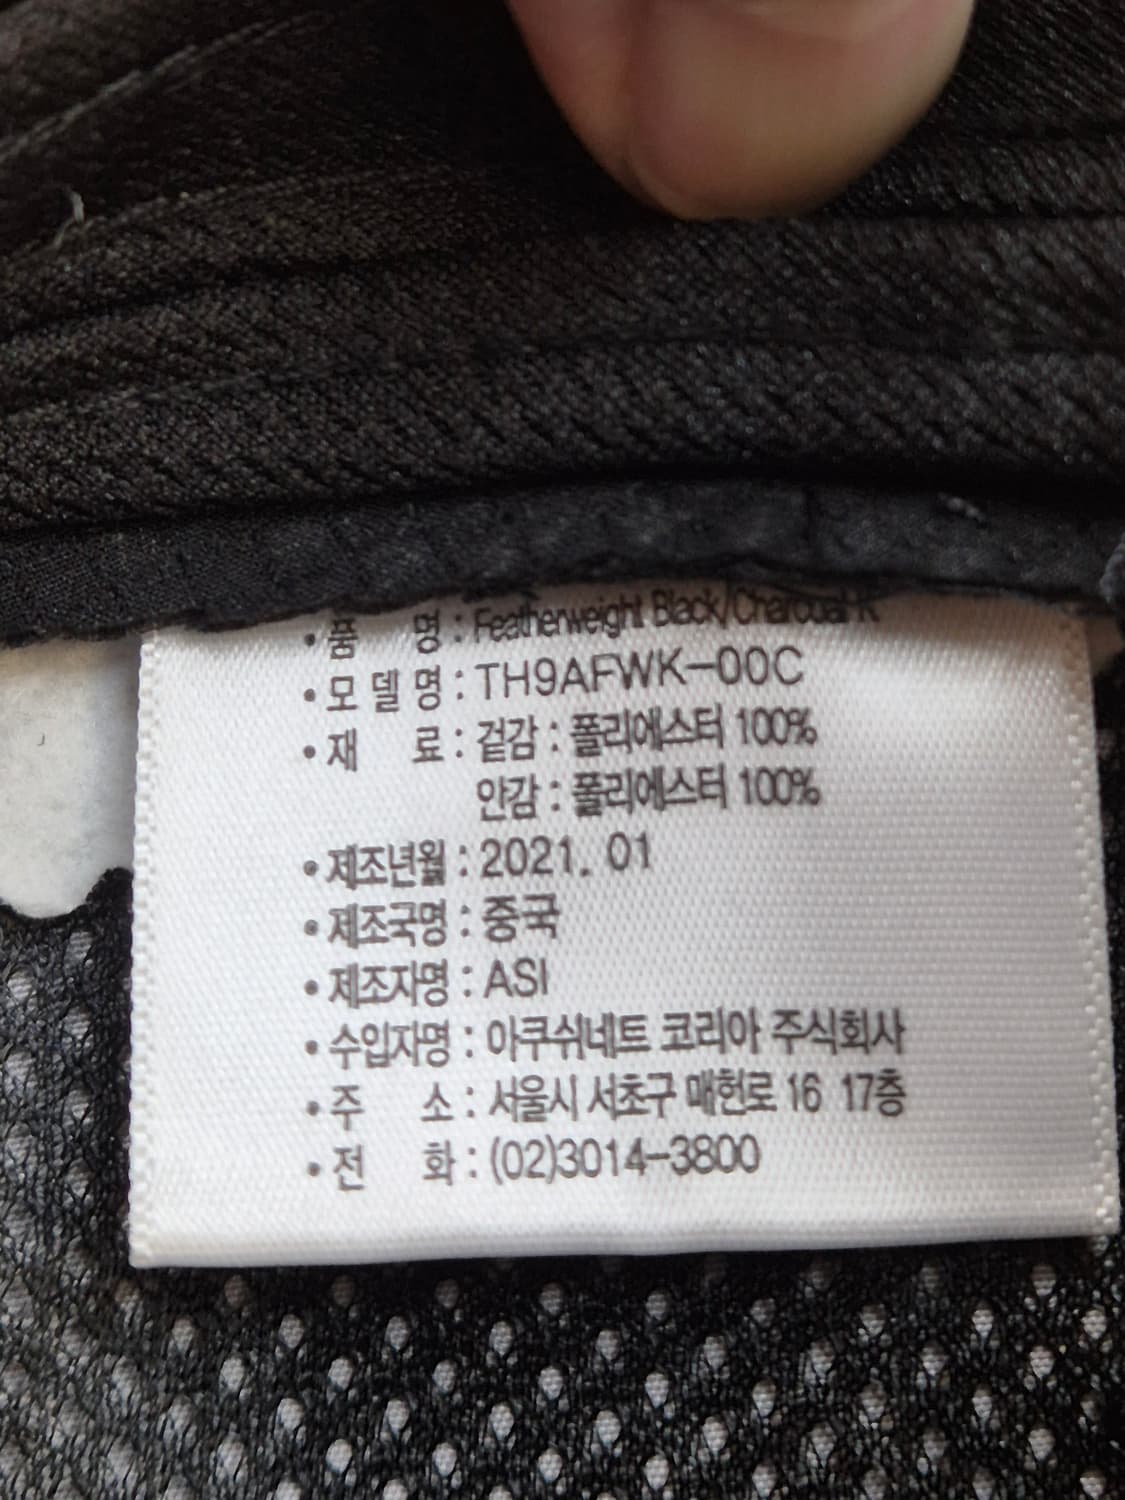 •품 명 : Featherweight Black/Charcoal-K
•모 델 명 : TH9AFWK-00C
•재 료 : 겉감 : 폴리에스터 100%
안감 : 폴리에스터 100%
•제조년월 : 2021. 01
•제조국명 : 중국
•제조자명 : ASI
•수입자명 : 아쿠쉬네트 코리아 주식회사
•주 소 : 서울시 서초구 매헌로 16 17층
•전 화 : (02)3014-3800